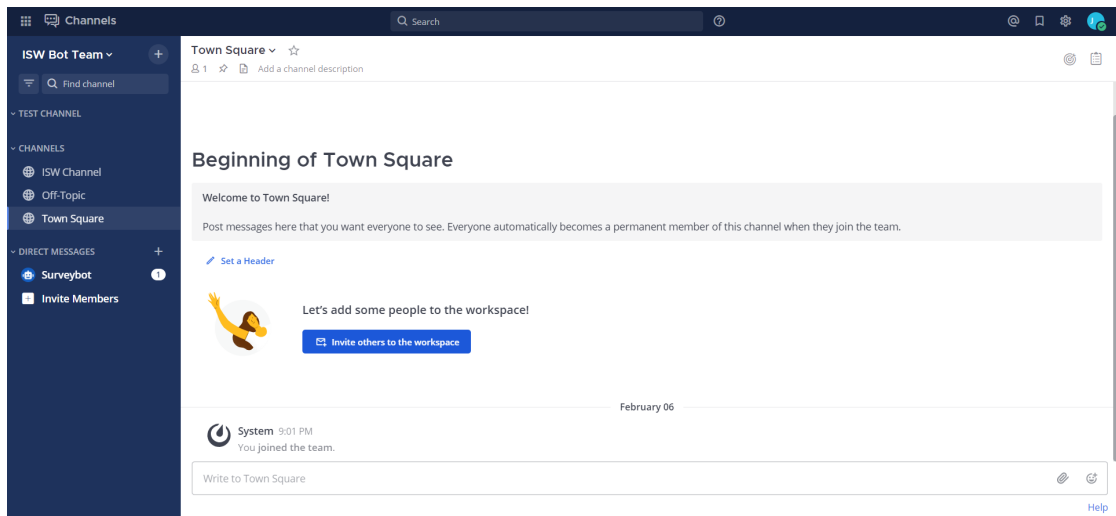 Channels
Search
ISW Bot Team
Find channel
TEST CHANNEL
CHANNELS
ISW Channel
Off-Topic
Town Square
DIRECT MESSAGES
Surveybot 1
Invite Members
Town Square
1 Add a channel description
Beginning of Town Square
Welcome to Town Square!
Post messages here that you want everyone to see. Everyone automatically becomes a permanent member of this channel when they join the team.
Set a Header
Let's add some people to the workspace!
Invite others to the workspace
February 06
System 9:01 PM
You joined the team.
Write to Town Square
Help